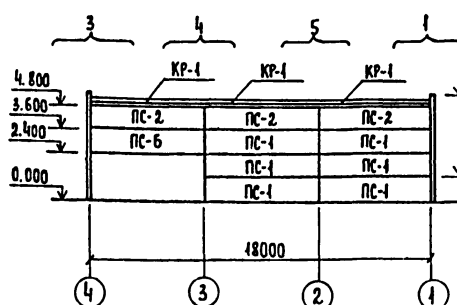 3 4 5 1
4.800 КР-1 КР-1 КР-1
3.600 ПС-2 ПС-2 ПС-2
2.400 ПС-6 ПС-1 ПС-1
ПС-1 ПС-1
0.000 ПС-1 ПС-1
18000
4 3 2 1